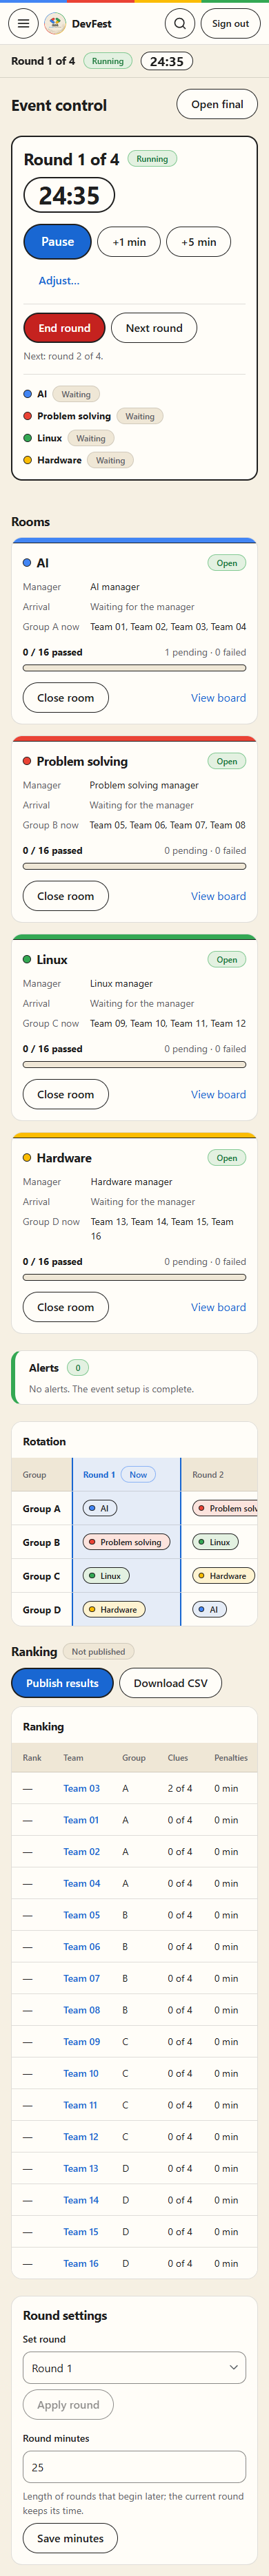 DevFest
Sign out
Round 1 of 4 Running 24:35
Event control
Open final
Round 1 of 4 Running
24:35
Pause +1 min +5 min
Adjust...
End round Next round
Next: round 2 of 4.
AI Waiting
Problem solving Waiting
Linux Waiting
Hardware Waiting
Rooms
AI Open
Manager AI manager
Arrival Waiting for the manager
Group A now Team 01, Team 02, Team 03, Team 04
0 / 16 passed 1 pending · 0 failed
Close room View board
Problem solving Open
Manager Problem solving manager
Arrival Waiting for the manager
Group B now Team 05, Team 06, Team 07, Team 08
0 / 16 passed 0 pending · 0 failed
Close room View board
Linux Open
Manager Linux manager
Arrival Waiting for the manager
Group C now Team 09, Team 10, Team 11, Team 12
0 / 16 passed 0 pending · 0 failed
Close room View board
Hardware Open
Manager Hardware manager
Arrival Waiting for the manager
Group D now Team 13, Team 14, Team 15, Team
16
0 / 16 passed 0 pending · 0 failed
Close room View board
Alerts 0
No alerts. The event setup is complete.
Rotation
Group Round 1 Now Round 2
Group A AI Problem solv
Group B Problem solving Linux
Group C Linux Hardware
Group D Hardware AI
Ranking Not published
Publish results Download CSV
Ranking
Rank Team Group Clues Penalties
— Team 03 A 2 of 4 0 min
— Team 01 A 0 of 4 0 min
— Team 02 A 0 of 4 0 min
— Team 04 A 0 of 4 0 min
— Team 05 B 0 of 4 0 min
— Team 06 B 0 of 4 0 min
— Team 07 B 0 of 4 0 min
— Team 08 B 0 of 4 0 min
— Team 09 C 0 of 4 0 min
— Team 10 C 0 of 4 0 min
— Team 11 C 0 of 4 0 min
— Team 12 C 0 of 4 0 min
— Team 13 D 0 of 4 0 min
— Team 14 D 0 of 4 0 min
— Team 15 D 0 of 4 0 min
— Team 16 D 0 of 4 0 min
Round settings
Set round
Round 1
Apply round
Round minutes
25
Length of rounds that begin later; the current round
keeps its time.
Save minutes